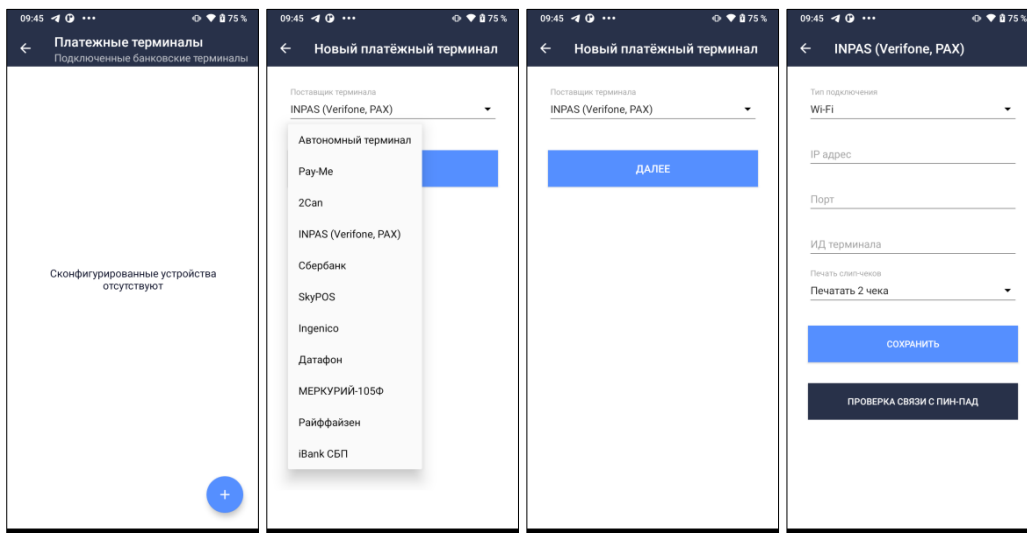 09:45 75 %
Платежные терминалы
Подключенные банковские терминалы
Сконфигурированные устройства
отсутствуют
+
09:45 75 %
Новый платёжный терминал
Поставщик терминала
INPAS (Verifone, PAX)
Автономный терминал
Pay-Me
2Can
INPAS (Verifone, PAX)
Сбербанк
SkyPOS
Ingenico
Датафон
МЕРКУРИЙ-105Ф
Райффайзен
iBank СБП
09:45 75 %
Новый платёжный терминал
Поставщик терминала
INPAS (Verifone, PAX)
ДАЛЕЕ
09:45 75 %
INPAS (Verifone, PAX)
Тип подключения
Wi-Fi
IP адрес
Порт
ИД терминала
Печать слип-чеков
Печатать 2 чека
СОХРАНИТЬ
ПРОВЕРКА СВЯЗИ С ПИН-ПАД